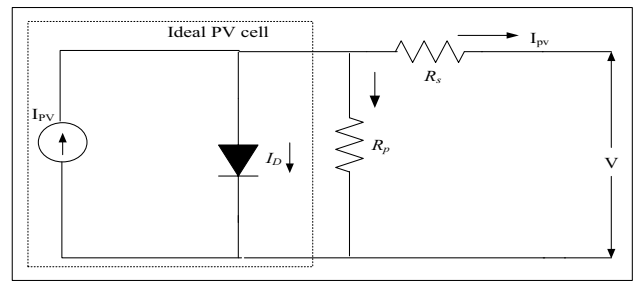 Ideal PV cell
I_PV
I_D
R_p
R_s
I_pv
V